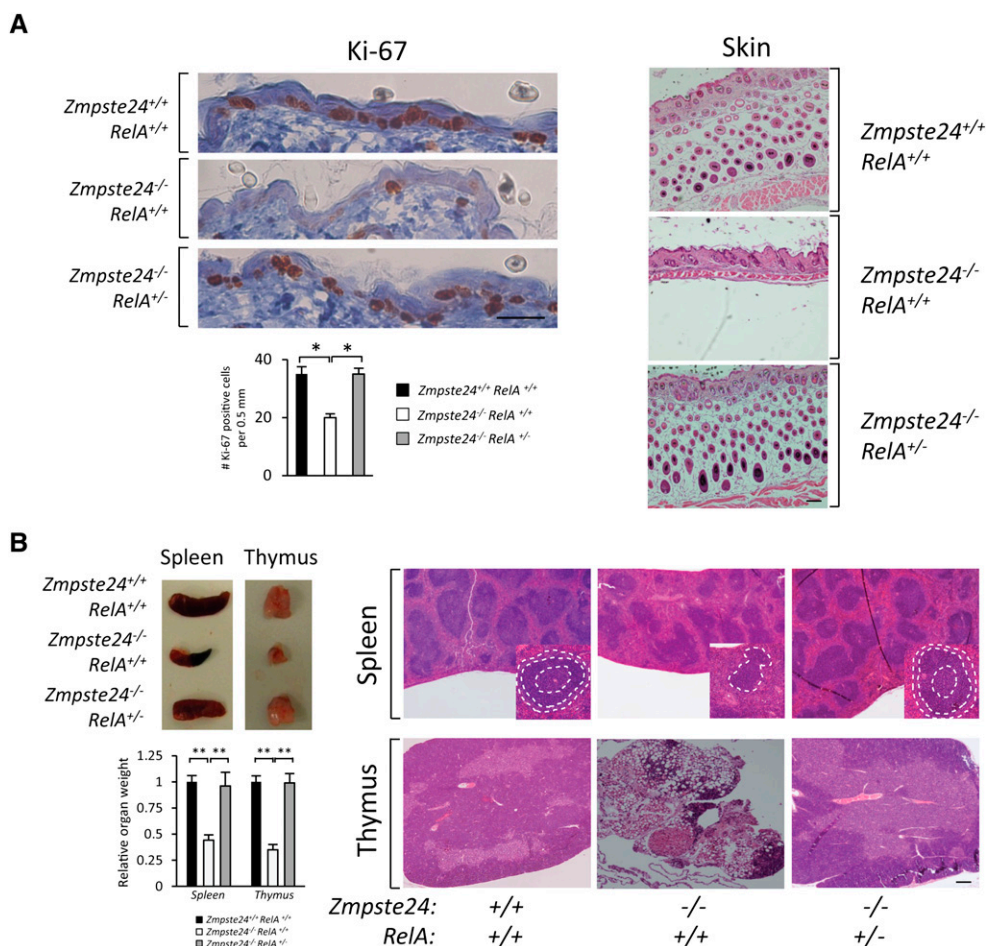 A
Ki-67
Zmpste24+/+
RelA+/+
Zmpste24-/-
RelA+/+
Zmpste24-/-
RelA+/-
# Ki-67 positive cells
per 0.5 mm
40
20
0
*
*
Zmpste24+/+ RelA +/+
Zmpste24-/- RelA +/+
Zmpste24-/- RelA +/-
Skin
Zmpste24+/+
RelA+/+
Zmpste24-/-
RelA+/+
Zmpste24-/-
RelA+/-
B
Spleen
Thymus
Zmpste24+/+
RelA+/+
Zmpste24-/-
RelA+/+
Zmpste24-/-
RelA+/-
Relative organ weight
1.25
1
0.75
0.5
0.25
0
**
**
**
**
Spleen
Thymus
Zmpste24+/+ RelA +/+
Zmpste24-/- RelA +/+
Zmpste24-/- RelA +/-
Spleen
Thymus
Zmpste24: +/+ -/- -/-
RelA: +/+ +/+ +/-